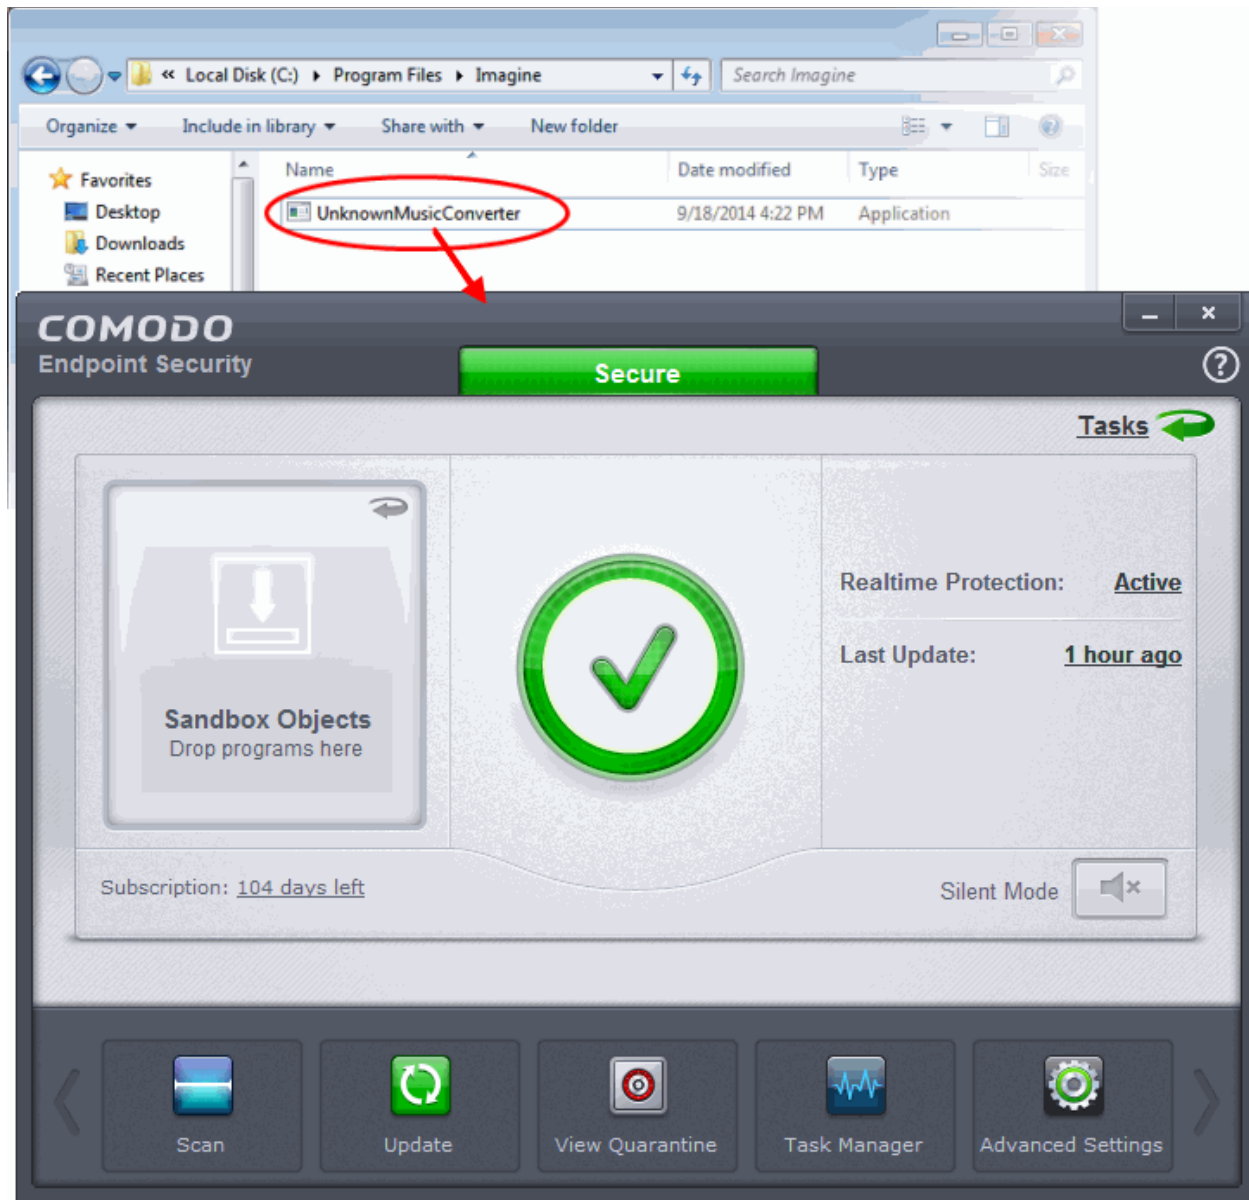 « Local Disk (C:) Program Files Imagine Search Imagine
Organize Include in library Share with New folder
Name Date modified Type Size
Favorites
UnknownMusicConverter 9/18/2014 4:22 PM Application
Desktop
Downloads
Recent Places
COMODO
Endpoint Security
Secure
?
Tasks
Realtime Protection: Active
Last Update: 1 hour ago
Sandbox Objects
Drop programs here
Subscription: 104 days left
Silent Mode
Scan Update View Quarantine Task Manager Advanced Settings